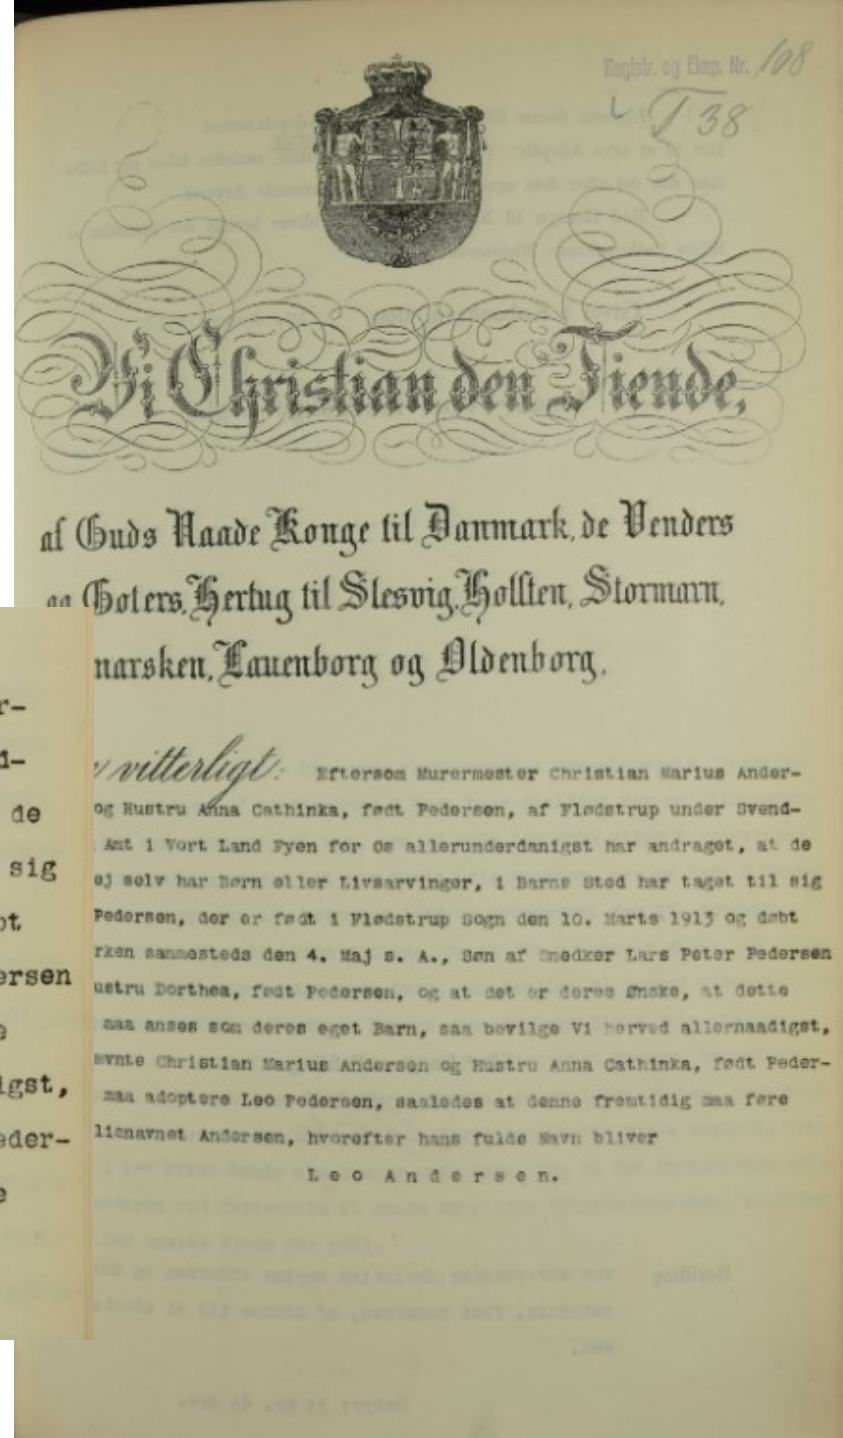 Registr. og Eksp. Nr. 108
T 38
Vi Christian den Tiende,
af Guds Naade Konge til Danmark, de Venders
og Goters, Hertug til Slesvig, Holsten, Stormarn,
marsken, Lauenborg og Oldenborg,
vitterligt: Eftersom Murermester Christian Marius Ander-
og Hustru Anna Cathinka, født Pedersen, af Flødstrup under Svend-
Amt i Vort Land Fyen for Os allerunderdanigst har andraget, at de
ej selv har Børn eller Livsarvinger, i Barns Sted har taget til sig
Pedersen, der er født i Flødstrup Sogn den 10. Marts 1913 og døbt
rken sammesteds den 4. Maj s. A., Søn af Snedker Lars Peter Pedersen
ustru Dorthea, født Pedersen, og at det er deres Ønske, at dette
maa anses som deres eget Barn, saa bevilge Vi herved allernaadigst,
ævnte Christian Marius Andersen og Hustru Anna Cathinka, født Peder-
maa adoptere Leo Pedersen, saaledes at denne fremtidig maa føre
lienavnet Andersen, hvorefter hans fulde Navn bliver
Leo Andersen.
r-
d-
de
sig
bt
ersen
e
igst,
eder-
e